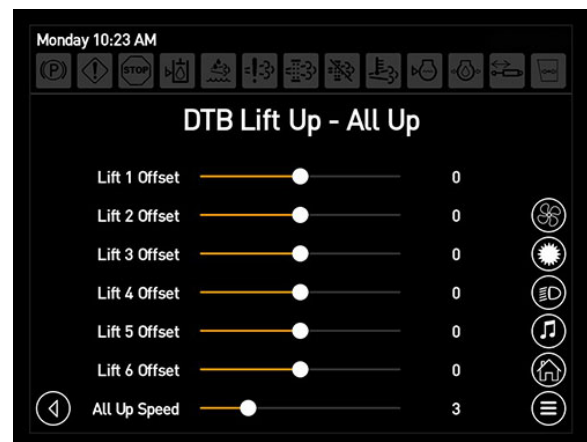 Monday 10:23 AM
(P) STOP
DTB Lift Up - All Up
Lift 1 Offset 0
Lift 2 Offset 0
Lift 3 Offset 0
Lift 4 Offset 0
Lift 5 Offset 0
Lift 6 Offset 0
All Up Speed 3